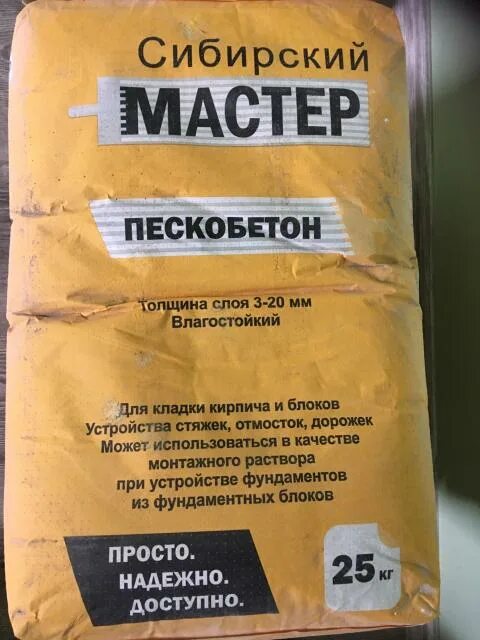 Сибирский
МАСТЕР
ПЕСКОБЕТОН
Толщина слоя 3-20 мм
Влагостойкий
Для кладки кирпича и блоков
Устройства стяжек, отмосток, дорожек
Может использоваться в качестве
монтажного раствора
при устройстве фундаментов
из фундаментных блоков
ПРОСТО.
НАДЕЖНО.
ДОСТУПНО.
25 кг